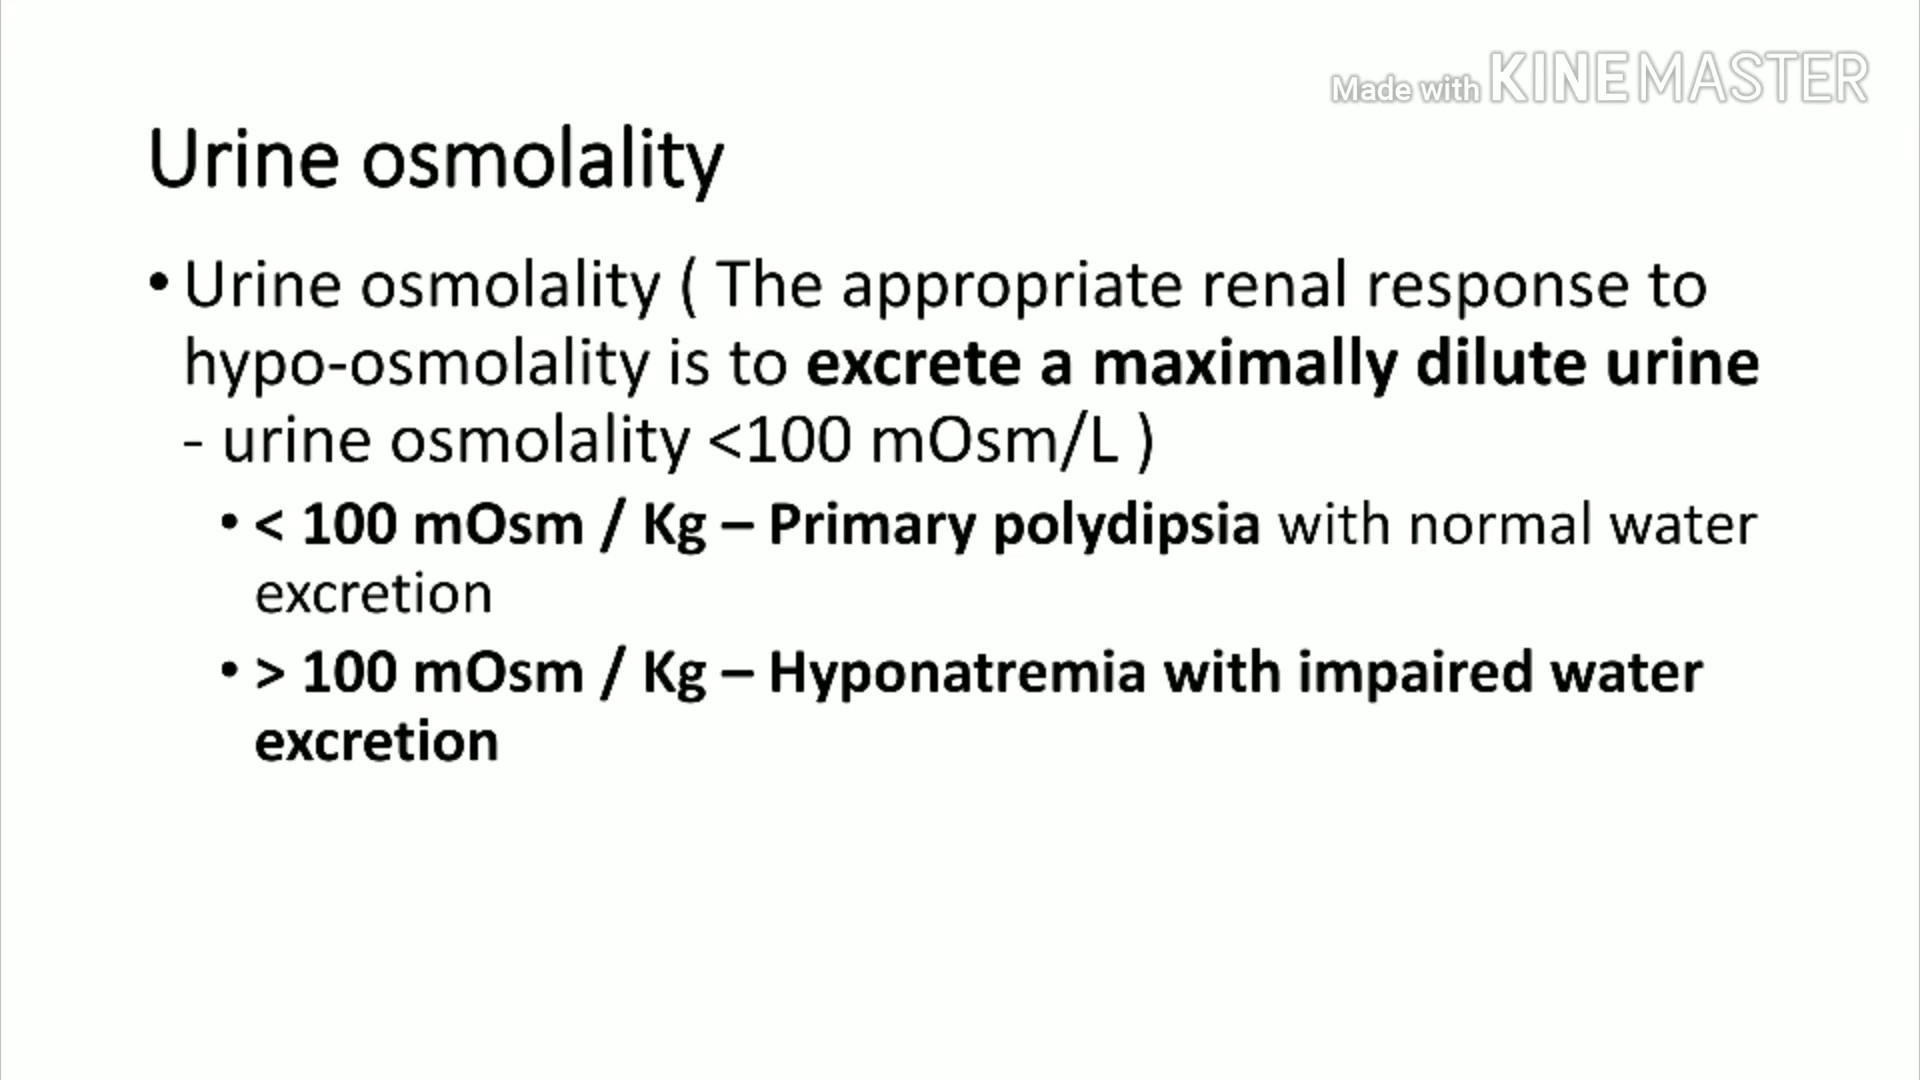 Made with KINEMASTER
Urine osmolality
• Urine osmolality ( The appropriate renal response to
hypo-osmolality is to excrete a maximally dilute urine
- urine osmolality <100 mOsm/L )
• < 100 mOsm / Kg – Primary polydipsia with normal water
excretion
• > 100 mOsm / Kg – Hyponatremia with impaired water
excretion